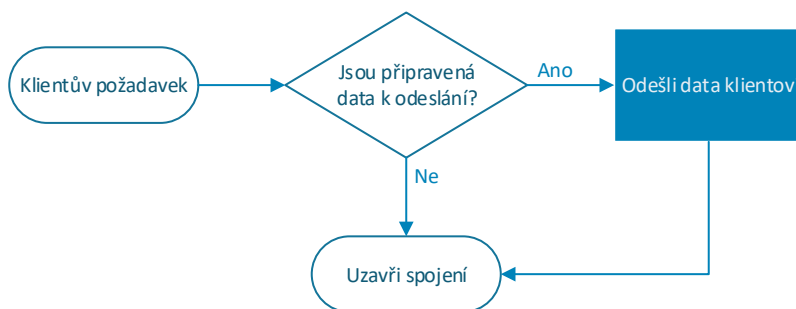 Klientův požadavek
Jsou připravená
data k odeslání?
Ano
Odešli data klientov
Ne
Uzavři spojení